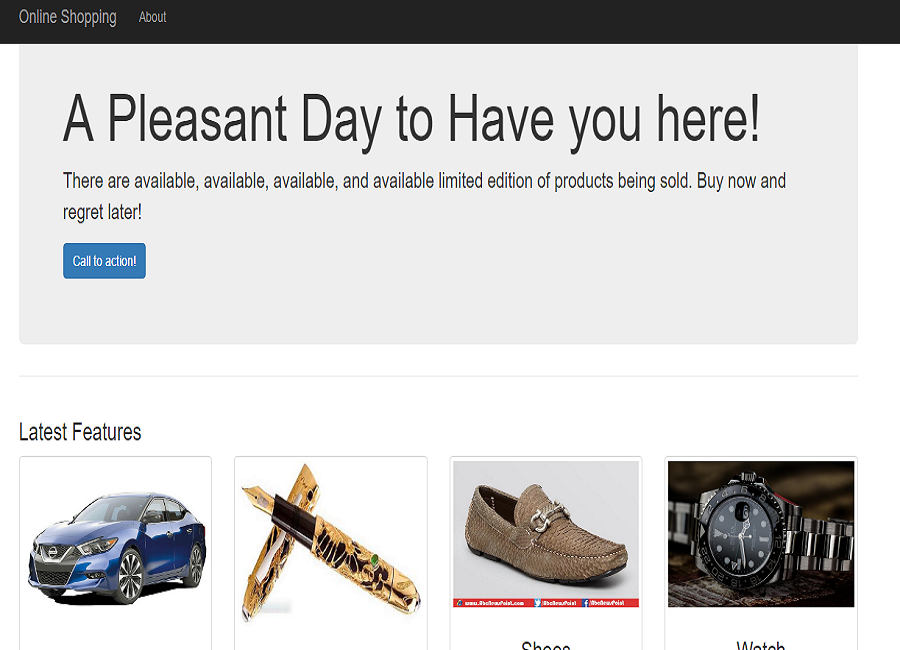 Online Shopping About
A Pleasant Day to Have you here!
There are available, available, available, and available limited edition of products being sold. Buy now and
regret later!
Call to action!
Latest Features
Shoes
Watch